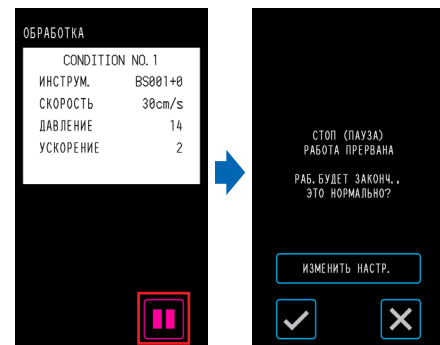 ОБРАБОТКА
CONDITION NO.1
ИНСТРУМ. BS001+0
СКОРОСТЬ 30cm/s
ДАВЛЕНИЕ 14
УСКОРЕНИЕ 2
СТОП (ПАУЗА)
РАБОТА ПРЕРВАНА
РАБ.БУДЕТ ЗАКОНЧ.,
ЭТО НОРМАЛЬНО?
ИЗМЕНИТЬ НАСТР.